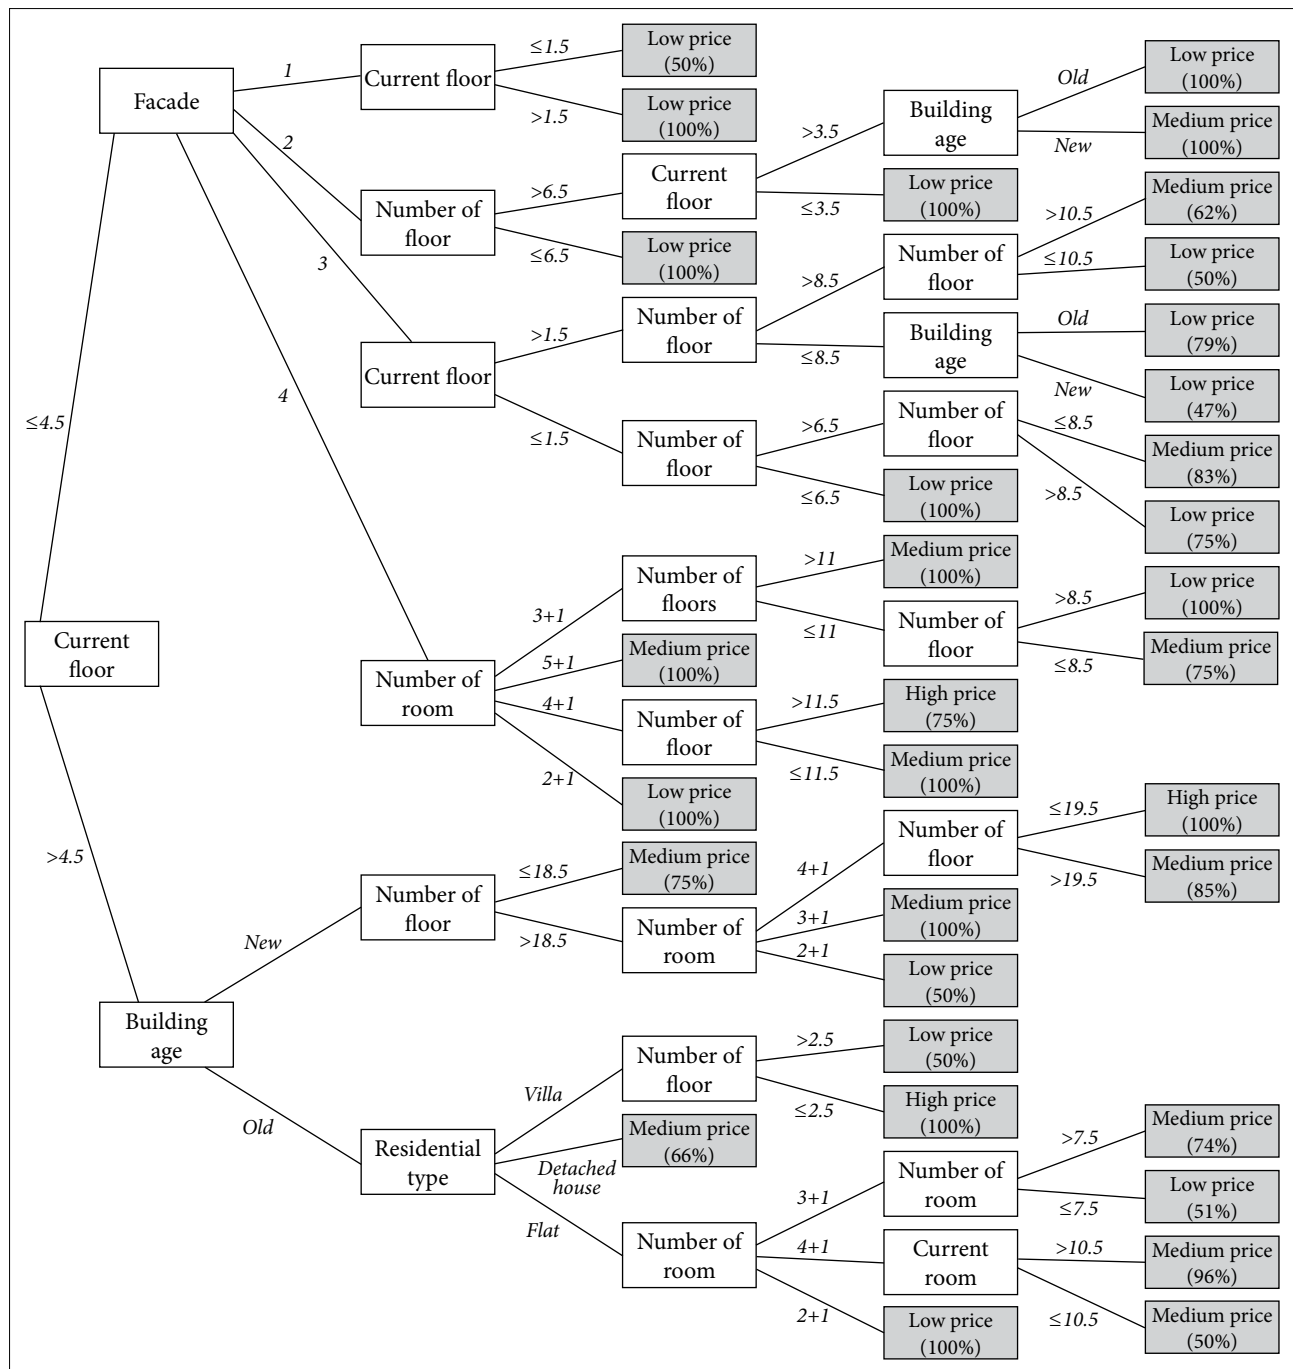 Facade
1
2
3
4
≤4.5
Current
floor
>4.5
Building
age
New
Old
Current floor
≤1.5
Low price
(50%)
>1.5
Low price
(100%)
Number of
floor
>6.5
Current
floor
≤6.5
Low price
(100%)
>3.5
Building
age
Old
Low price
(100%)
New
Medium price
(100%)
≤3.5
Low price
(100%)
Current floor
>1.5
Number of
floor
>8.5
Number of
floor
>10.5
Medium price
(62%)
≤10.5
Low price
(50%)
≤8.5
Building
age
Old
Low price
(79%)
New
Low price
(47%)
≤1.5
Number of
floor
>6.5
Number of
floor
≤8.5
Medium price
(83%)
>8.5
Low price
(75%)
≤6.5
Low price
(100%)
Number of
room
3+1
Number of
floors
>11
Medium price
(100%)
≤11
Number of
floor
>8.5
Low price
(100%)
≤8.5
Medium price
(75%)
5+1
Medium price
(100%)
4+1
Number of
floor
>11.5
High price
(75%)
≤11.5
Medium price
(100%)
2+1
Low price
(100%)
Number of
floor
≤18.5
Medium price
(75%)
>18.5
Number of
room
4+1
Number of
floor
≤19.5
High price
(100%)
>19.5
Medium price
(85%)
3+1
Medium price
(100%)
2+1
Low price
(50%)
Residential
type
Villa
Number of
floor
>2.5
Low price
(50%)
≤2.5
High price
(100%)
Detached
house
Medium price
(66%)
Flat
Number of
room
3+1
Number of
room
>7.5
Medium price
(74%)
≤7.5
Low price
(51%)
4+1
Current
room
>10.5
Medium price
(96%)
≤10.5
Medium price
(50%)
2+1
Low price
(100%)